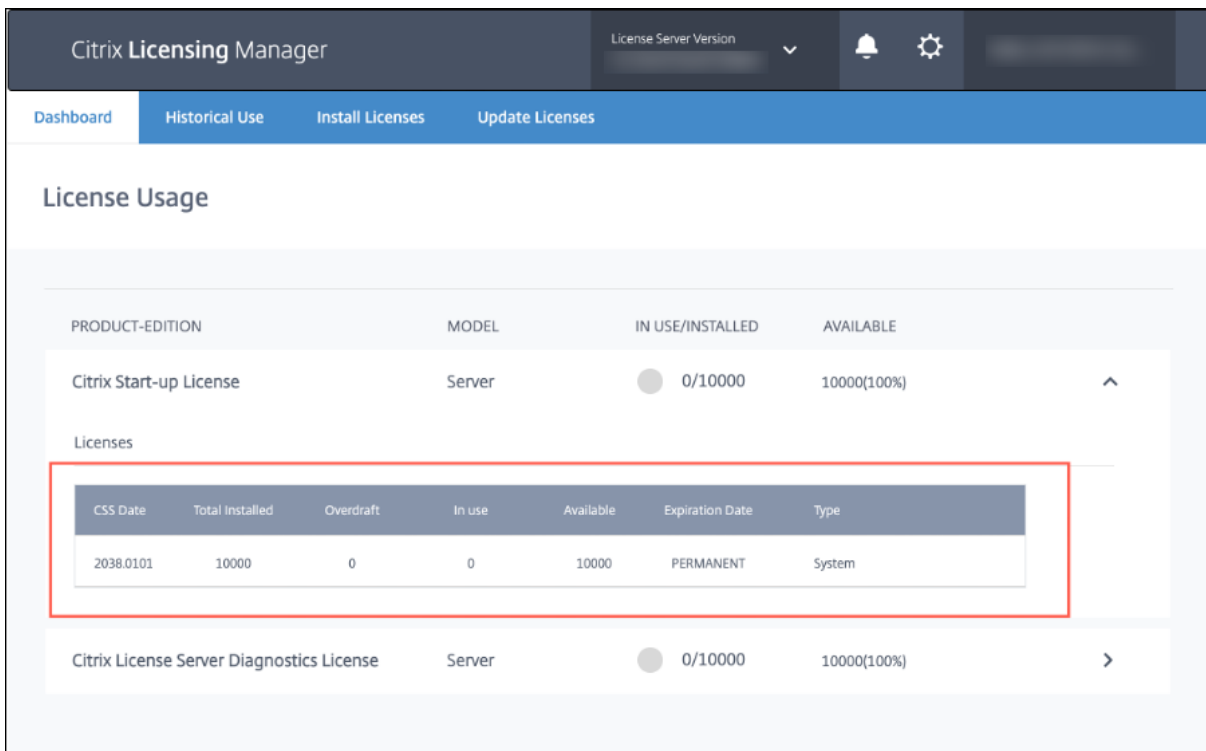 Citrix Licensing Manager
License Server Version
Dashboard Historical Use Install Licenses Update Licenses
License Usage
PRODUCT-EDITION MODEL IN USE/INSTALLED AVAILABLE
Citrix Start-up License Server 0/10000 10000(100%)
Licenses
CSS Date Total Installed Overdraft In use Available Expiration Date Type
2038.0101 10000 0 0 10000 PERMANENT System
Citrix License Server Diagnostics License Server 0/10000 10000(100%)